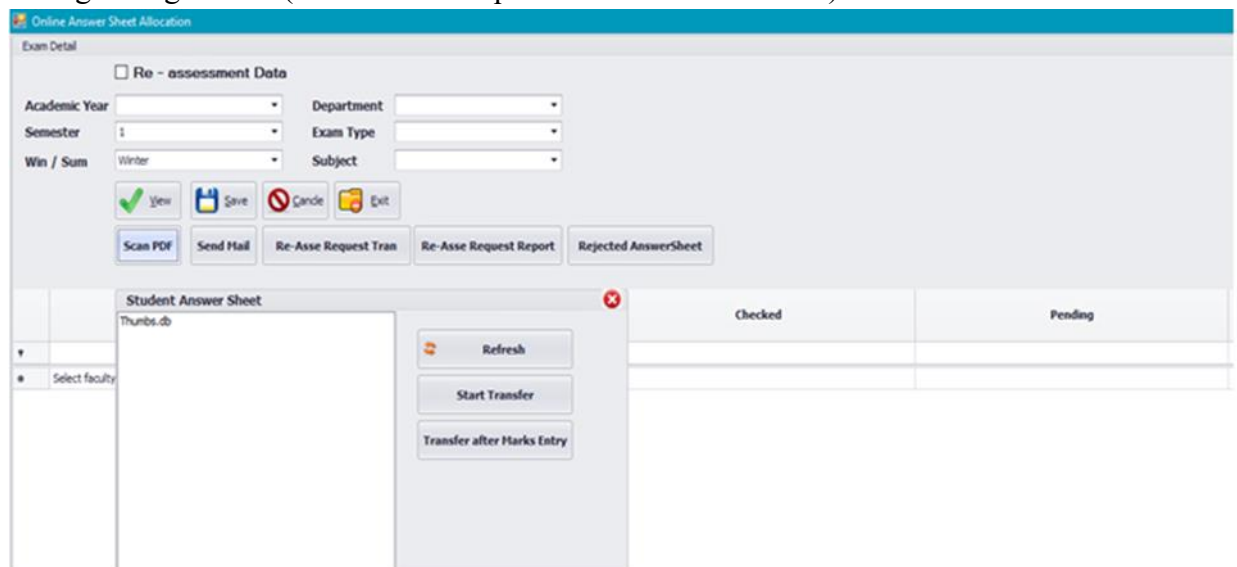 Online Answer Sheet Allocation
Exam Detail
Re - assessment Data
Academic Year Department
Semester 1 Exam Type
Win / Sum Winter Subject
View Save Cancle Exit
Scan PDF Send Mail Re-Asse Request Tran Re-Asse Request Report Rejected AnswerSheet
Student Answer Sheet
Checked Pending
Thumbs.db
Refresh
Select faculty
Start Transfer
Transfer after Marks Entry